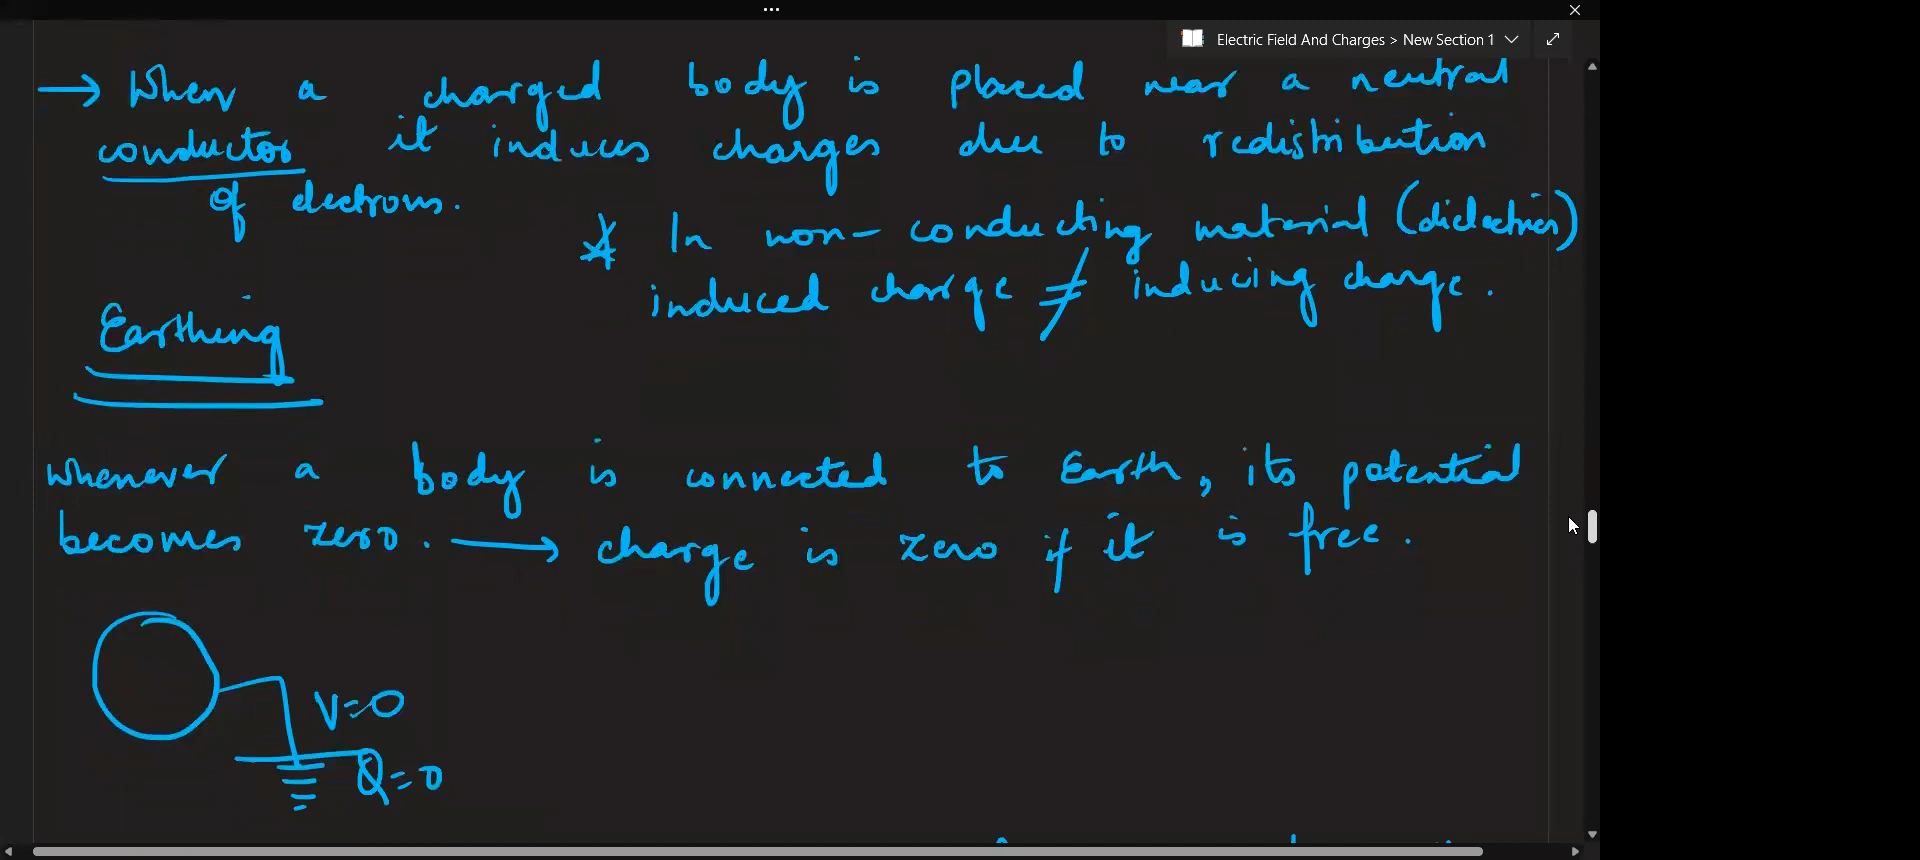 Electric Field And Charges > New Section 1
→ When a charged body is placed near a neutral
conductor it induces charges due to redistribution
of electrons.
* In non-conducting material (dielectrics)
induced charge ≠ inducing charge.
Earthing
whenever a body is connected to Earth, its potential
becomes zero. → charge is zero if it is free.
V=0
Q=0